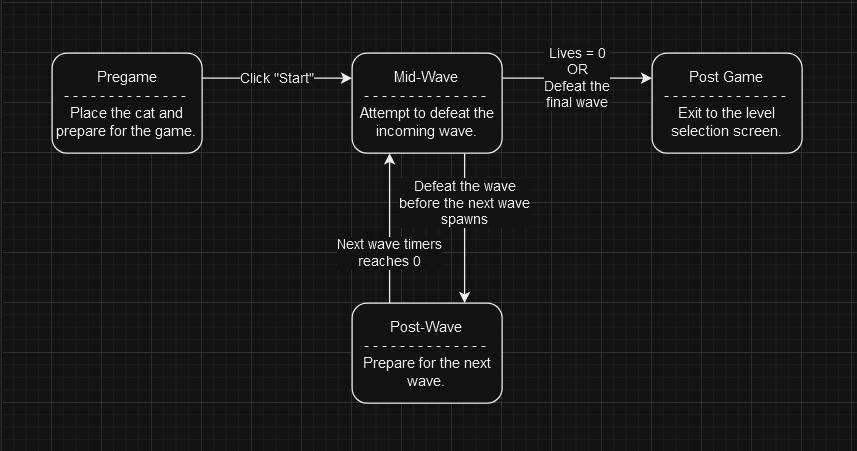 Pregame
Place the cat and
prepare for the game.
Click "Start"
Mid-Wave
Attempt to defeat the
incoming wave.
Lives = 0
OR
Defeat the
final wave
Post Game
Exit to the level
selection screen.
Defeat the wave
before the next wave
spawns
Next wave timers
reaches 0
Post-Wave
Prepare for the next
wave.